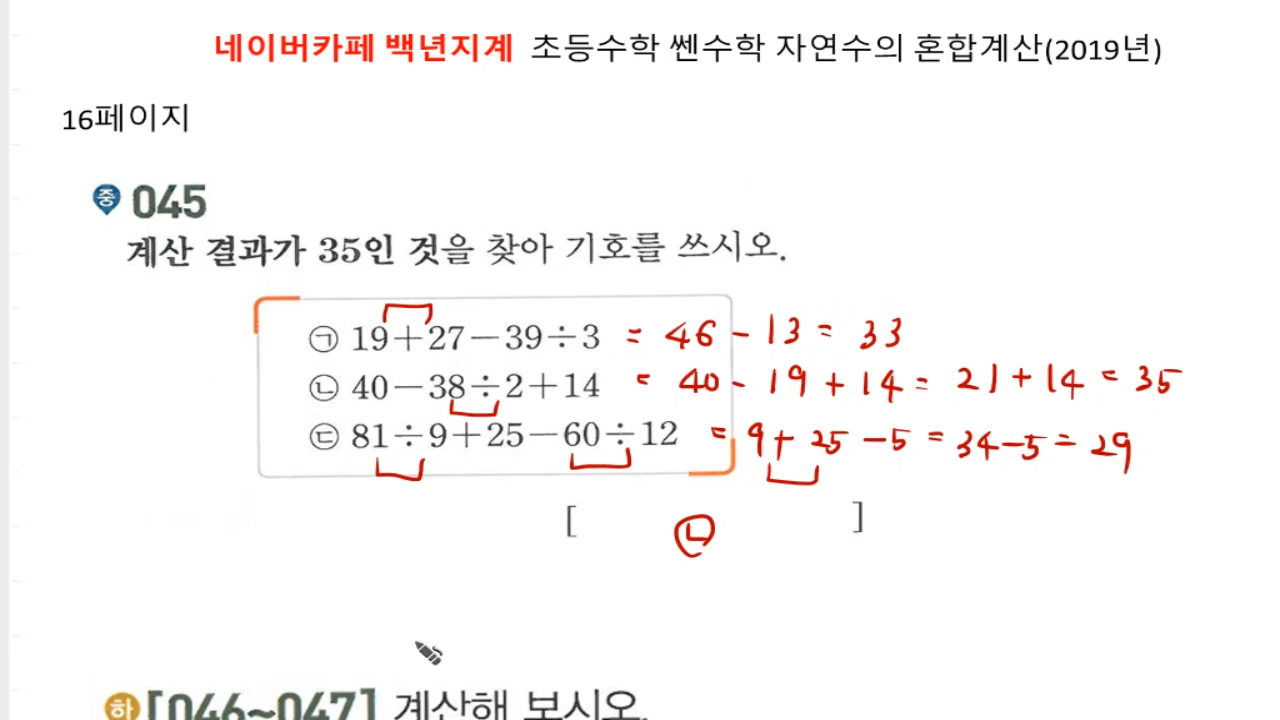 네이버카페 백년지계 초등수학 쎈수학 자연수의 혼합계산(2019년)
16페이지
중 045
계산 결과가 35인 것을 찾아 기호를 쓰시오.
㉠ 19+27-39÷3 = 46 - 13 = 33
㉡ 40-38÷2+14 = 40 - 19 + 14 = 21 + 14 = 35
㉢ 81÷9+25-60÷12 = 9 + 25 - 5 = 34 - 5 = 29
[ ㉡ ]
하 [046~047] 계산해 보시오.